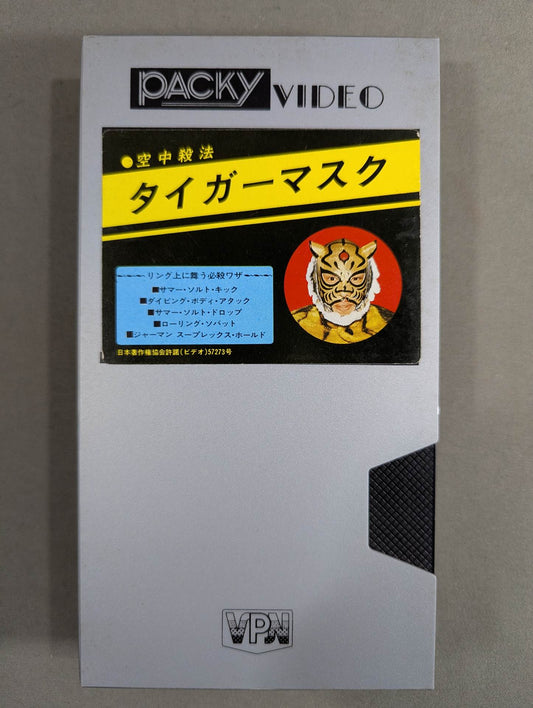 PACKY VIDEO
●空中殺法
タイガーマスク
リング上に舞う必殺ワザ
■サマー・ソルト・キック
■ダイビング・ボディ・アタック
■サマー・ソルト・ドロップ
■ローリング・ソバット
■ジャーマン スープレックス・ホールド
日本著作権協会許諾(ビデオ)57273号
VPN